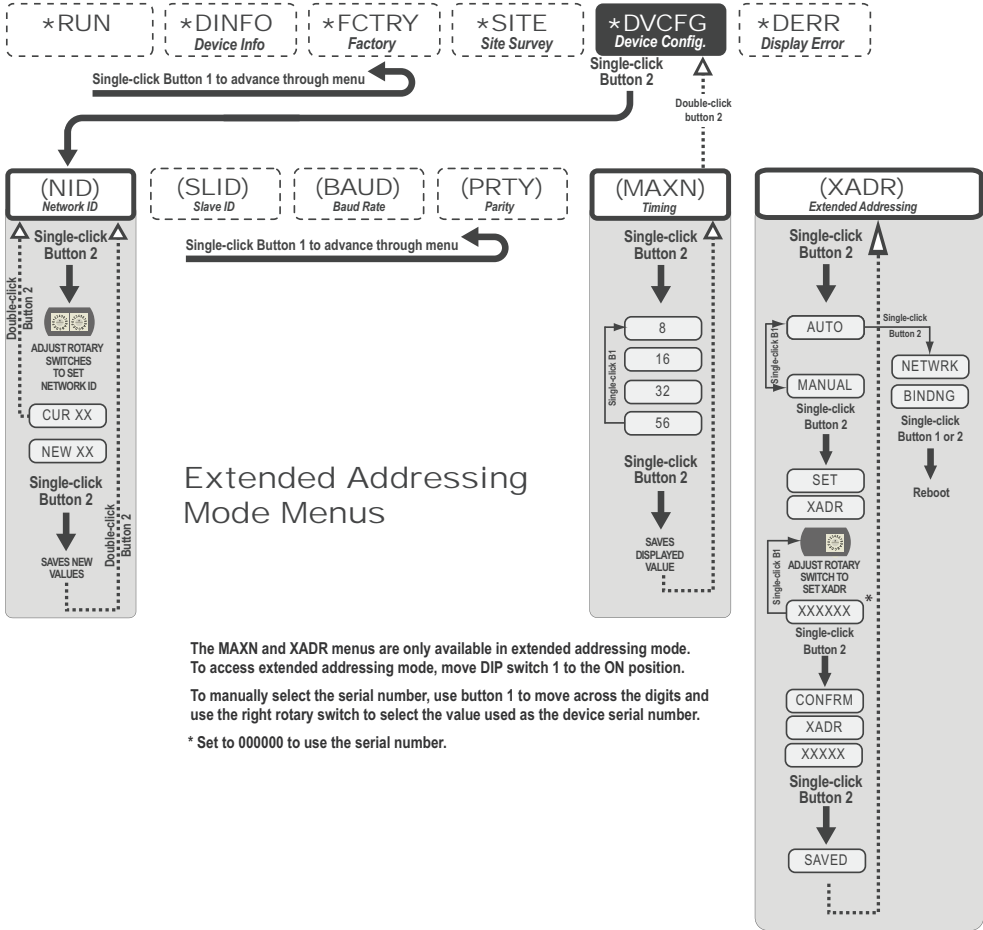 *RUN
*DINFO
Device Info
*FCTRY
Factory
*SITE
Site Survey
*DVCFG
Device Config.
*DERR
Display Error
Single-click Button 1 to advance through menu
Single-click
Button 2
Double-click
button 2
(NID)
Network ID
(SLID)
Slave ID
(BAUD)
Baud Rate
(PRTY)
Parity
(MAXN)
Timing
(XADR)
Extended Addressing
Single-click Button 1 to advance through menu
Single-click
Button 2
Double-click
Button 2
ADJUST ROTARY
SWITCHES
TO SET
NETWORK ID
CUR XX
NEW XX
Single-click
Button 2
SAVES NEW
VALUES
Double-click
Button 2
Single-click
Button 2
8
16
32
56
Single-click B1
Single-click
Button 2
SAVES
DISPLAYED
VALUE
Single-click
Button 2
AUTO
Single-click B1
MANUAL
Single-click
Button 2
NETWRK
BINDNG
Single-click
Button 1 or 2
Reboot
Single-click
Button 2
SET
XADR
ADJUST ROTARY
SWITCH TO
SET XADR
Single-click B1
XXXXXX
*
Single-click
Button 2
CONFRM
XADR
XXXXX
Single-click
Button 2
SAVED
Extended Addressing
Mode Menus
The MAXN and XADR menus are only available in extended addressing mode.
To access extended addressing mode, move DIP switch 1 to the ON position.
To manually select the serial number, use button 1 to move across the digits and
use the right rotary switch to select the value used as the device serial number.
* Set to 000000 to use the serial number.